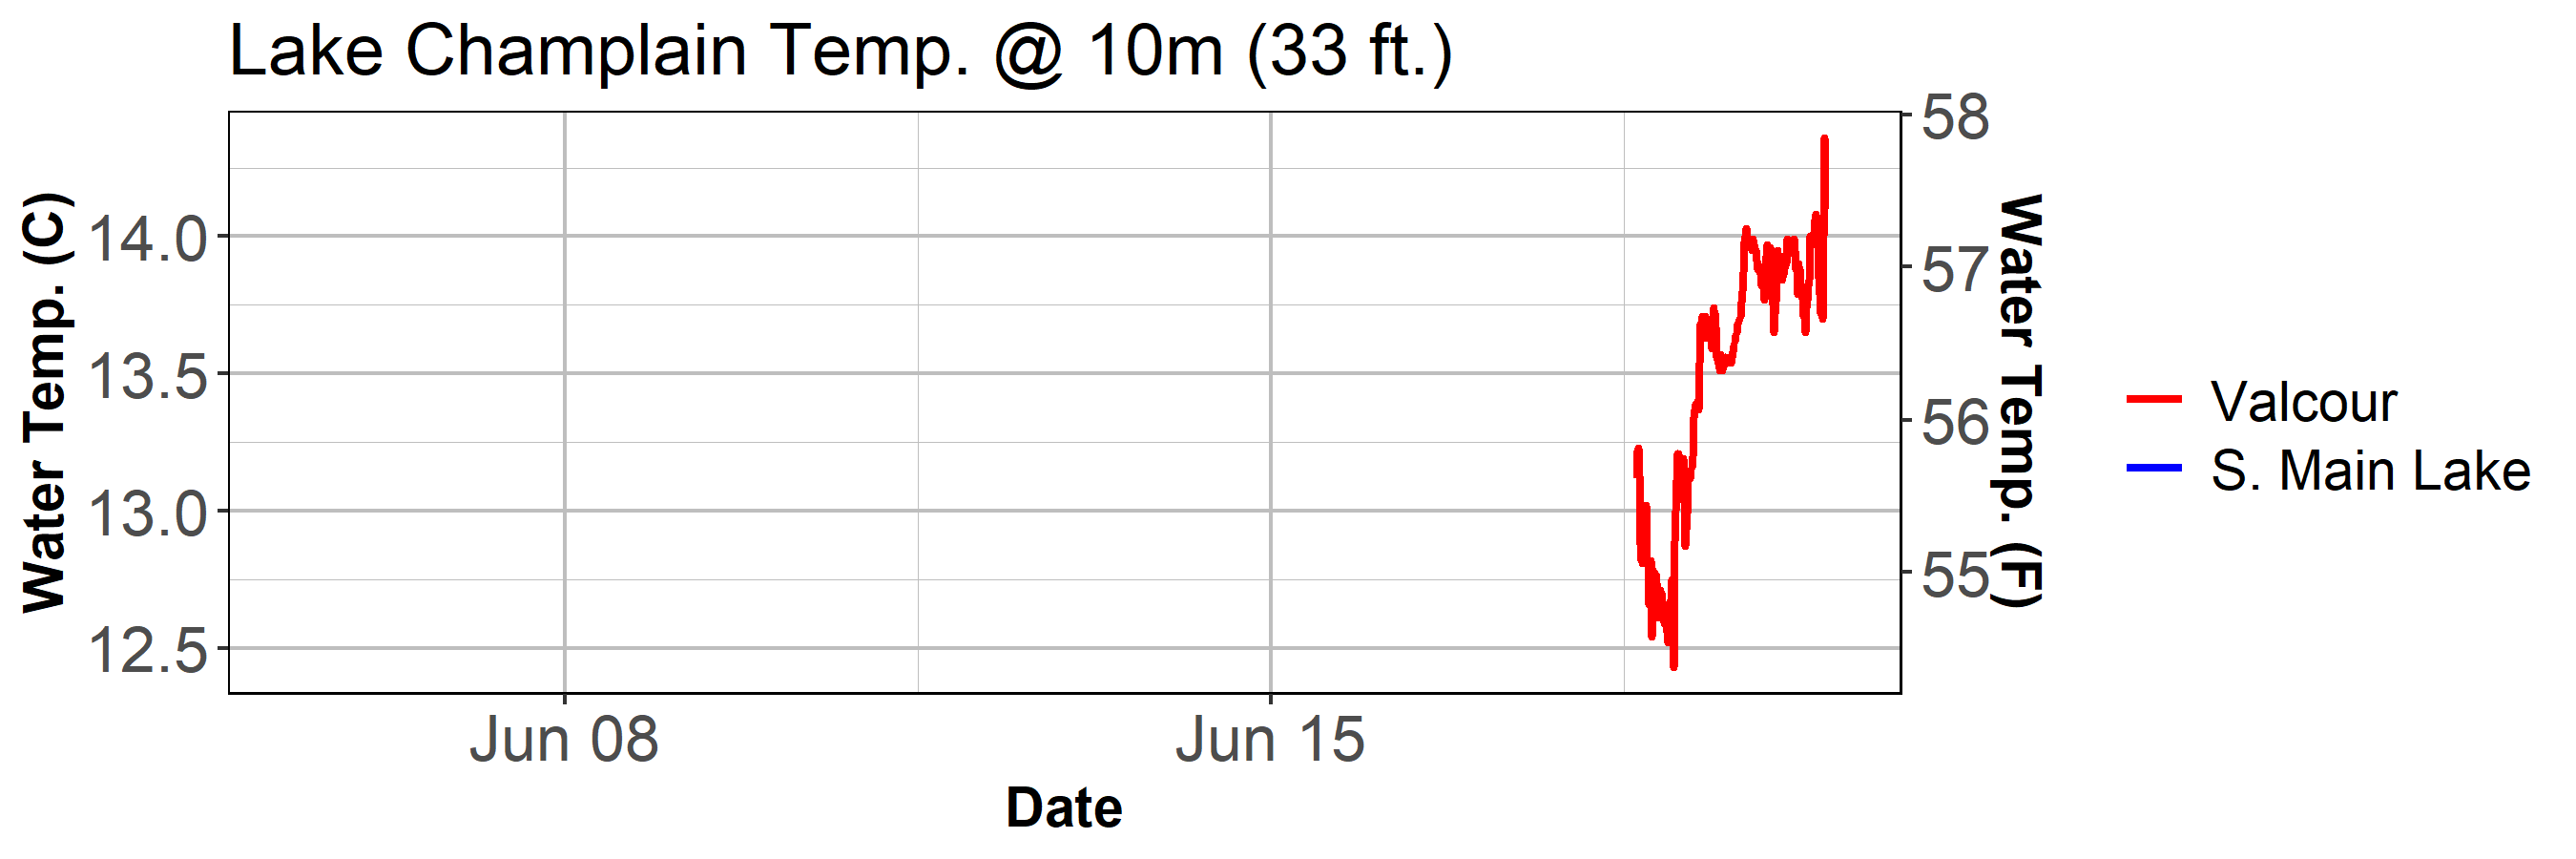 Lake Champlain Temp. @ 10m (33 ft.)
Water Temp. (C)
14.0
13.5
13.0
12.5
58
57
56
55
Water Temp. (F)
Jun 08
Jun 15
Date
Valcour
S. Main Lake